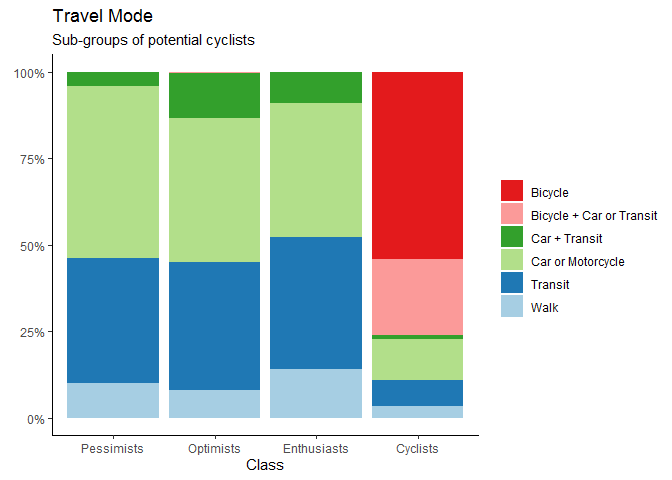 Travel Mode
Sub-groups of potential cyclists
100%
75%
50%
25%
0%
Pessimists
Optimists
Enthusiasts
Cyclists
Class
Bicycle
Bicycle + Car or Transit
Car + Transit
Car or Motorcycle
Transit
Walk